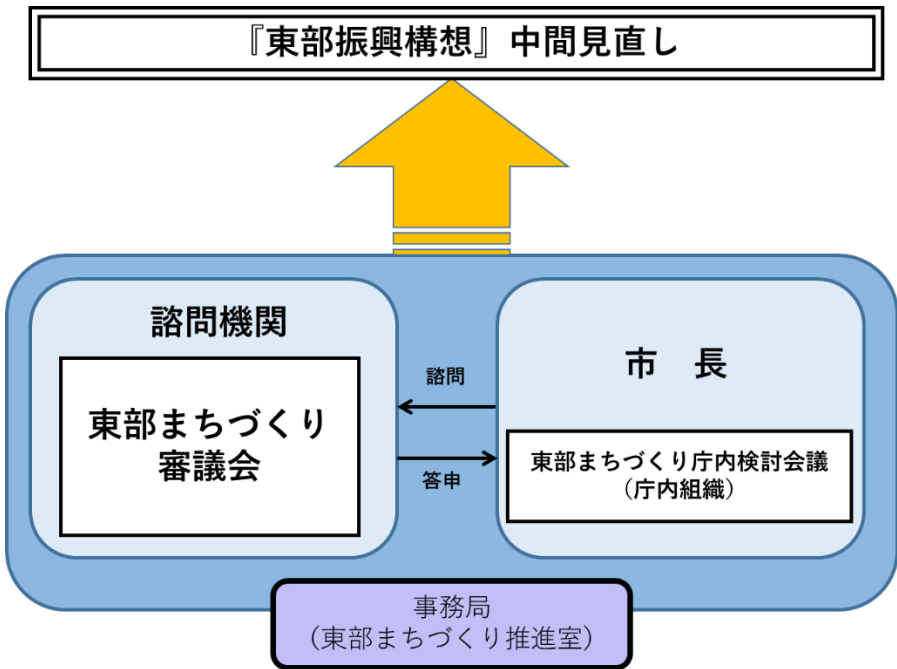 『東部振興構想』中間見直し
諮問機関
東部まちづくり
審議会
諮問
答申
市　長
東部まちづくり庁内検討会議
（庁内組織）
事務局
（東部まちづくり推進室）